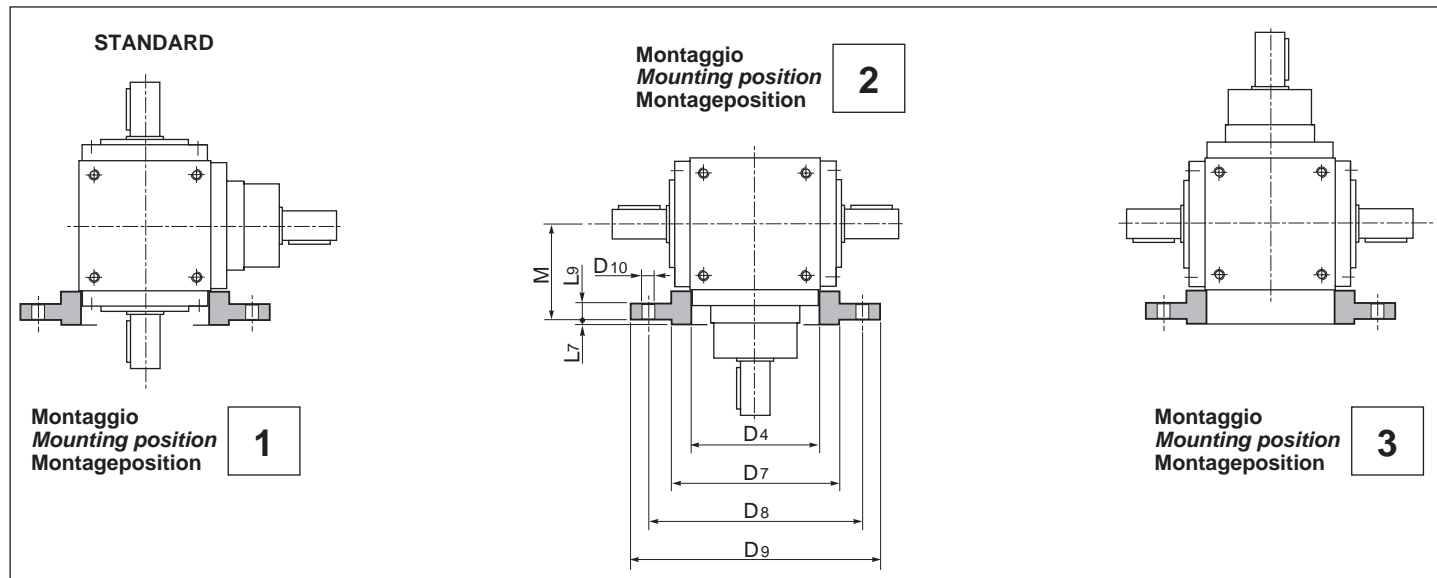 STANDARD
Montaggio
Mounting position
Montageposition
1
Montaggio
Mounting position
Montageposition
2
M
L9
D10
L7
D4
D7
D8
D9
Montaggio
Mounting position
Montageposition
3